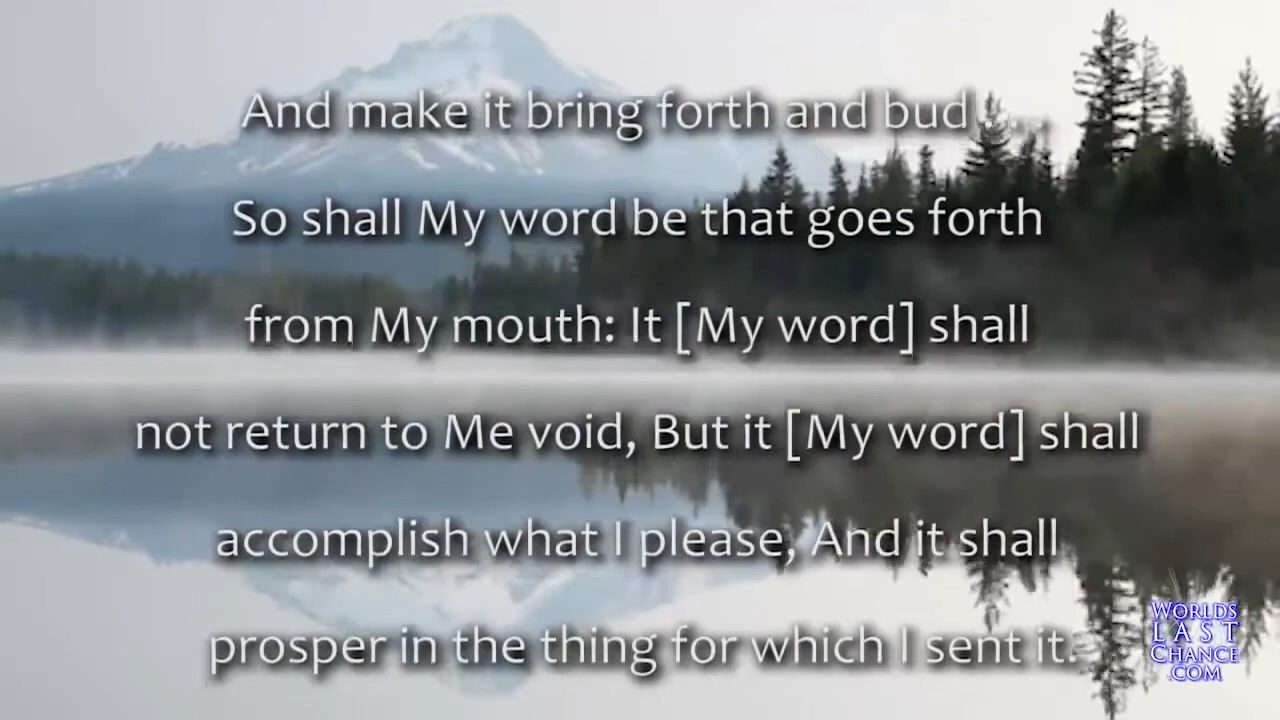 And make it bring forth and bud ...
So shall My word be that goes forth
from My mouth: It [My word] shall
not return to Me void, But it [My word] shall
accomplish what I please, And it shall
prosper in the thing for which I sent it.
WORLDS
LAST
CHANCE
.COM